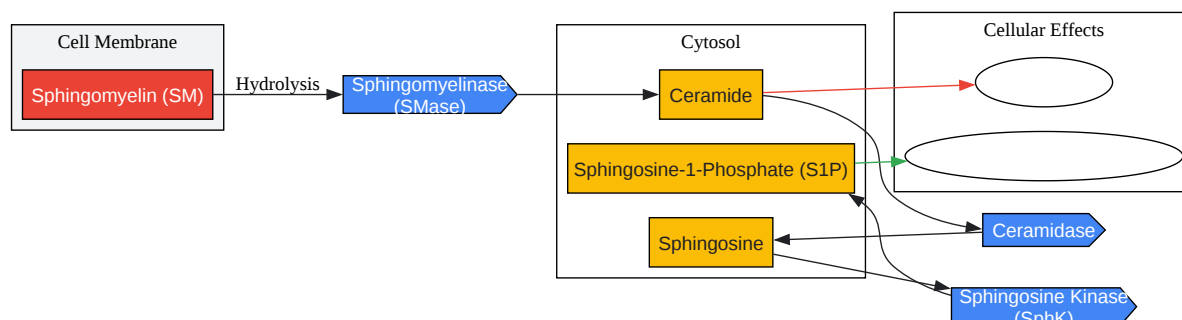 Cell Membrane
Sphingomyelin (SM)
Hydrolysis
Sphingomyelinase
(SMase)
Cytosol
Ceramide
Sphingosine-1-Phosphate (S1P)
Sphingosine
Cellular Effects
Ceramidase
Sphingosine Kinase
(SphK)